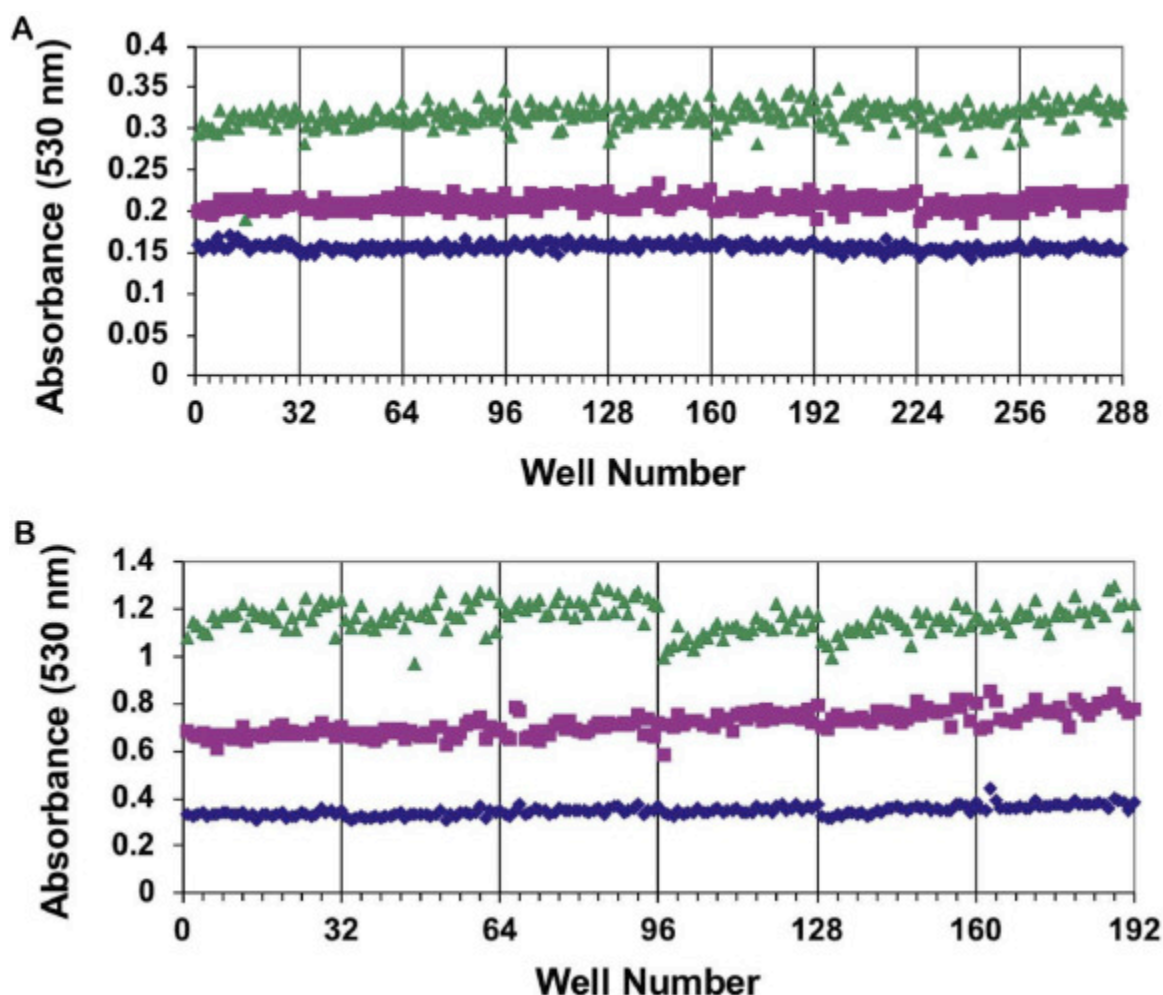 A
Absorbance (530 nm)
0.4
0.35
0.3
0.25
0.2
0.15
0.1
0.05
0
0 32 64 96 128 160 192 224 256 288
Well Number
B
Absorbance (530 nm)
1.4
1.2
1
0.8
0.6
0.4
0.2
0
0 32 64 96 128 160 192
Well Number